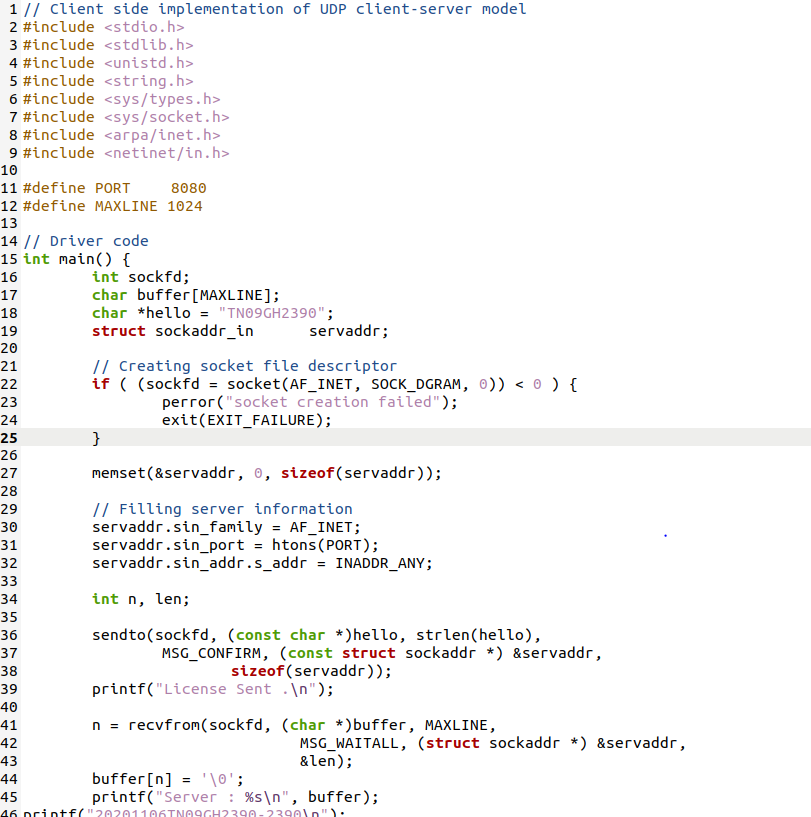 1 // Client side implementation of UDP client-server model
2 #include <stdio.h>
3 #include <stdlib.h>
4 #include <unistd.h>
5 #include <string.h>
6 #include <sys/types.h>
7 #include <sys/socket.h>
8 #include <arpa/inet.h>
9 #include <netinet/in.h>
10
11 #define PORT     8080
12 #define MAXLINE 1024
13
14 // Driver code
15 int main() {
16         int sockfd;
17         char buffer[MAXLINE];
18         char *hello = "TN09GH2390";
19         struct sockaddr_in      servaddr;
20
21         // Creating socket file descriptor
22         if ( (sockfd = socket(AF_INET, SOCK_DGRAM, 0)) < 0 ) {
23                 perror("socket creation failed");
24                 exit(EXIT_FAILURE);
25         }
26
27         memset(&servaddr, 0, sizeof(servaddr));
28
29         // Filling server information
30         servaddr.sin_family = AF_INET;
31         servaddr.sin_port = htons(PORT);
32         servaddr.sin_addr.s_addr = INADDR_ANY;
33
34         int n, len;
35
36         sendto(sockfd, (const char *)hello, strlen(hello),
37                 MSG_CONFIRM, (const struct sockaddr *) &servaddr,
38                         sizeof(servaddr));
39         printf("License Sent .\n");
40
41         n = recvfrom(sockfd, (char *)buffer, MAXLINE,
42                                 MSG_WAITALL, (struct sockaddr *) &servaddr,
43                                 &len);
44         buffer[n] = '\0';
45         printf("Server : %s\n", buffer);
46 printf("20201106TN09GH2390-2390\n");